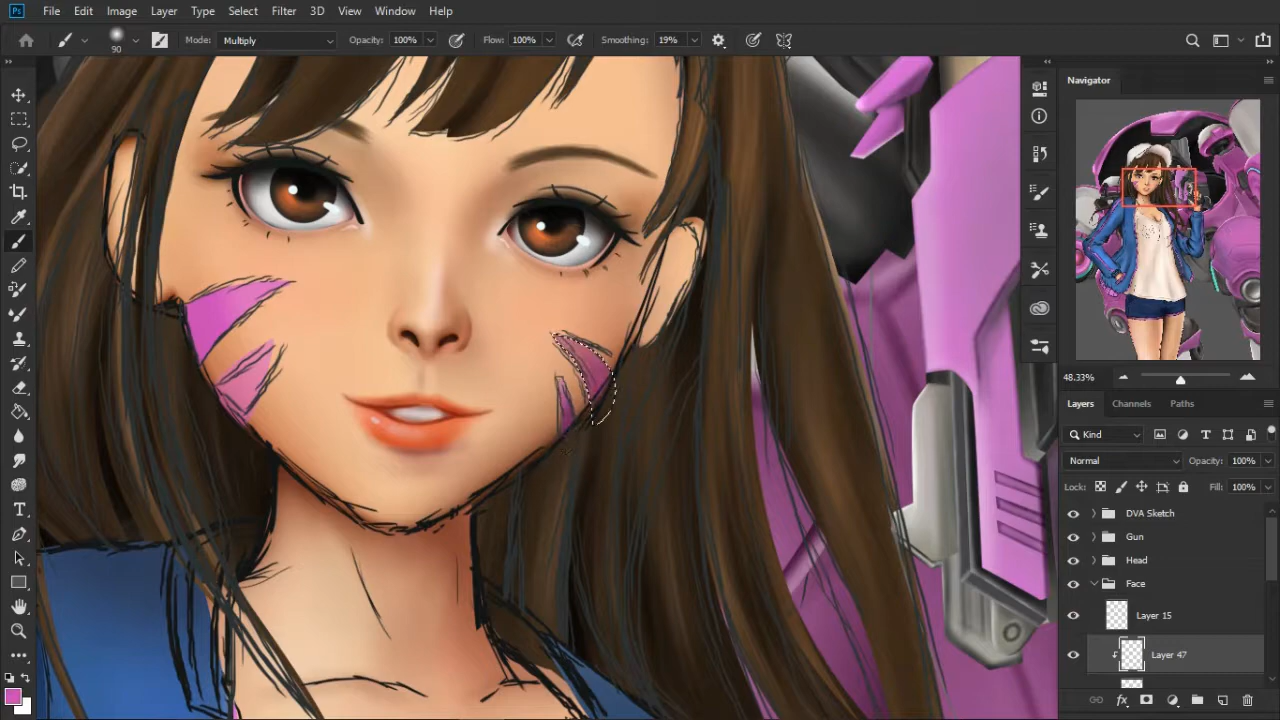 Ps File Edit Image Layer Type Select Filter 3D View Window Help
90 Mode: Multiply Opacity: 100% Flow: 100% Smoothing: 19%
Navigator
48.33%
Layers Channels Paths
Kind
Normal Opacity: 100%
Lock: Fill: 100%
DVA Sketch
Gun
Head
Face
Layer 15
Layer 47